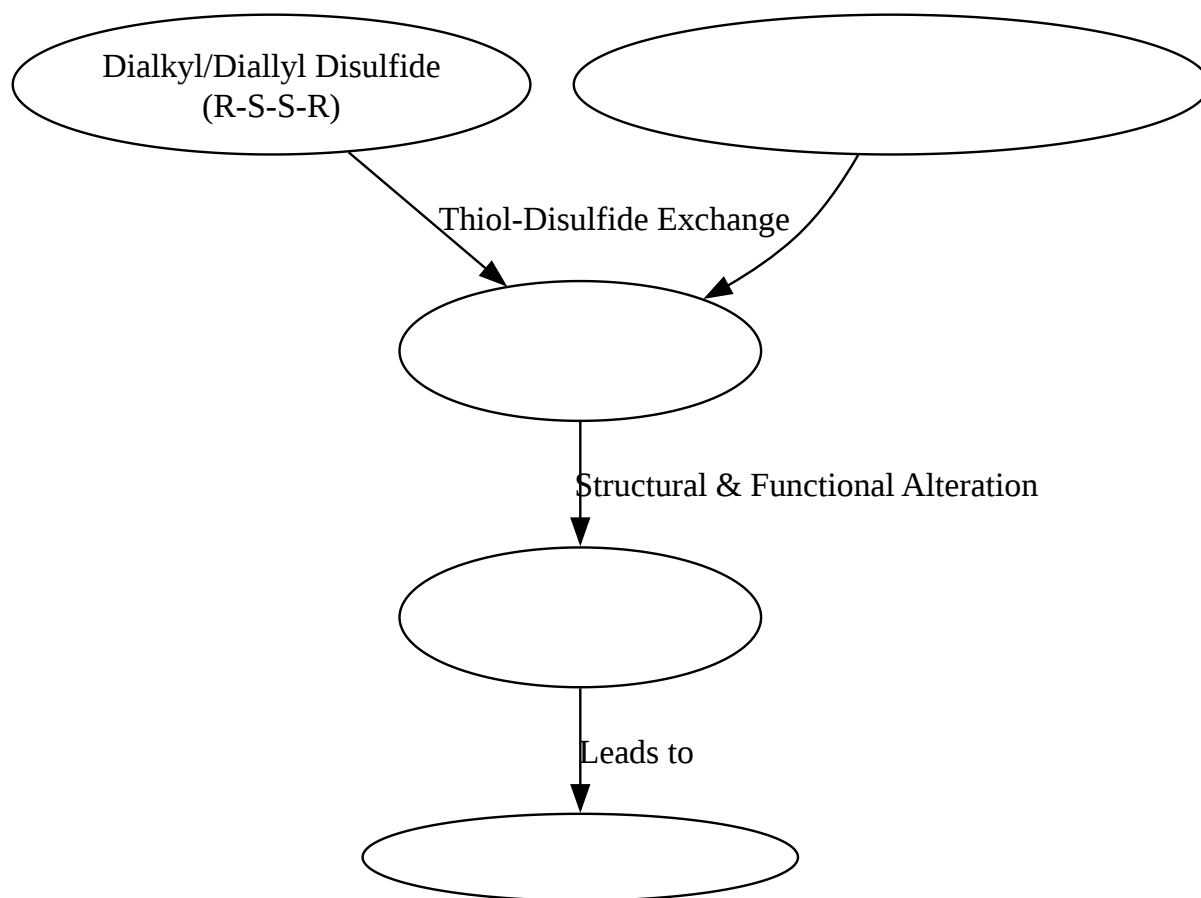 Dialkyl/Diallyl Disulfide
(R-S-S-R)
Thiol-Disulfide Exchange
Structural & Functional Alteration
Leads to